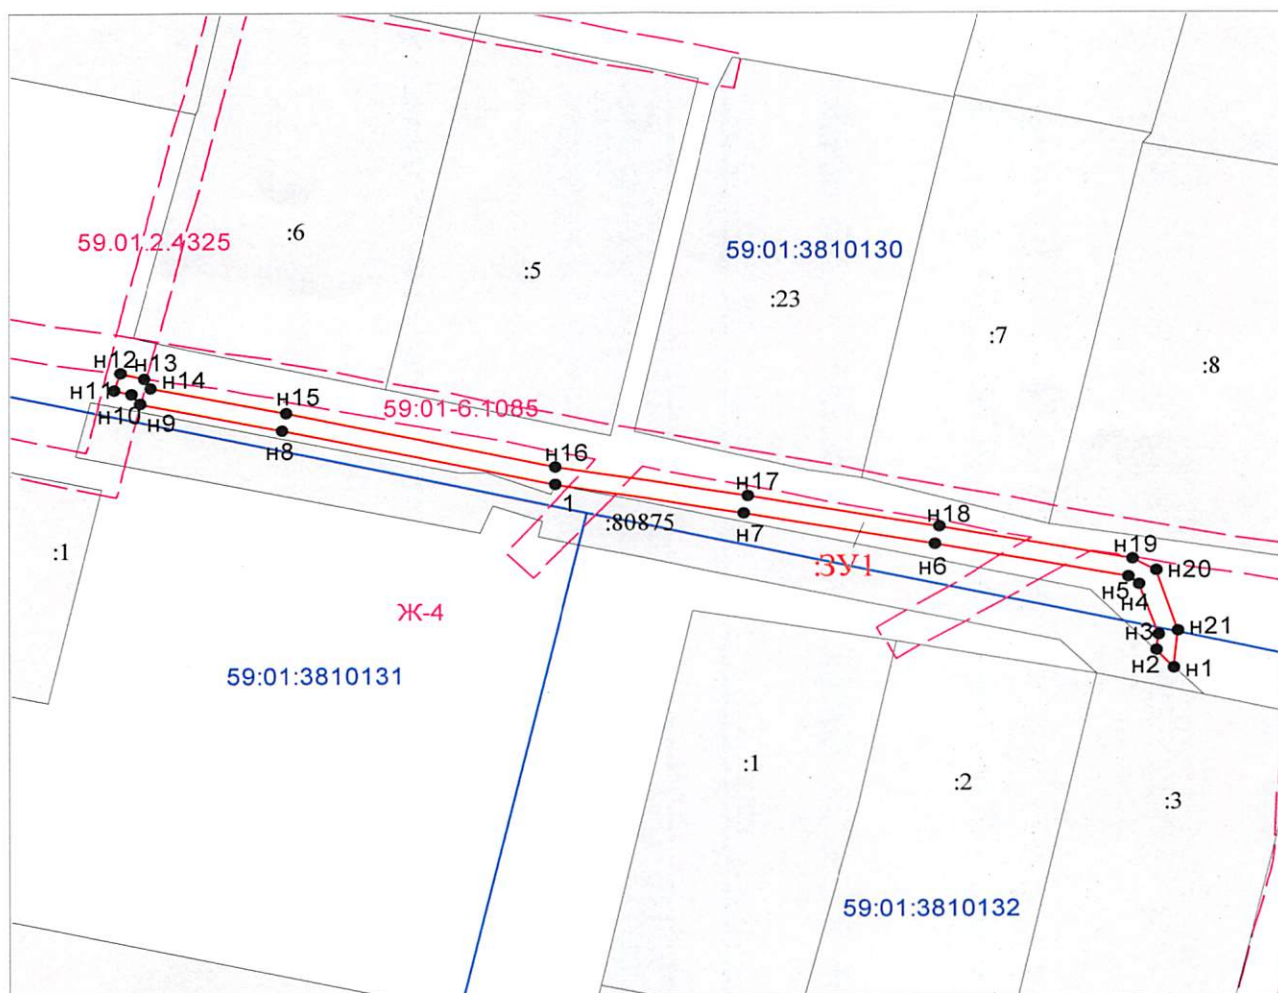 59.01.2.4325
:6
:5
59:01:3810130
:23
:7
:8
н12
н13
н11
н14
н10
н9
н15
59:01-6.1085
н8
н16
1
н17
:80875
н7
н18
:ЗУ1
н6
н19
н20
н5
н4
н3
н21
н2
н1
:1
Ж-4
59:01:3810131
:1
:2
:3
59:01:3810132